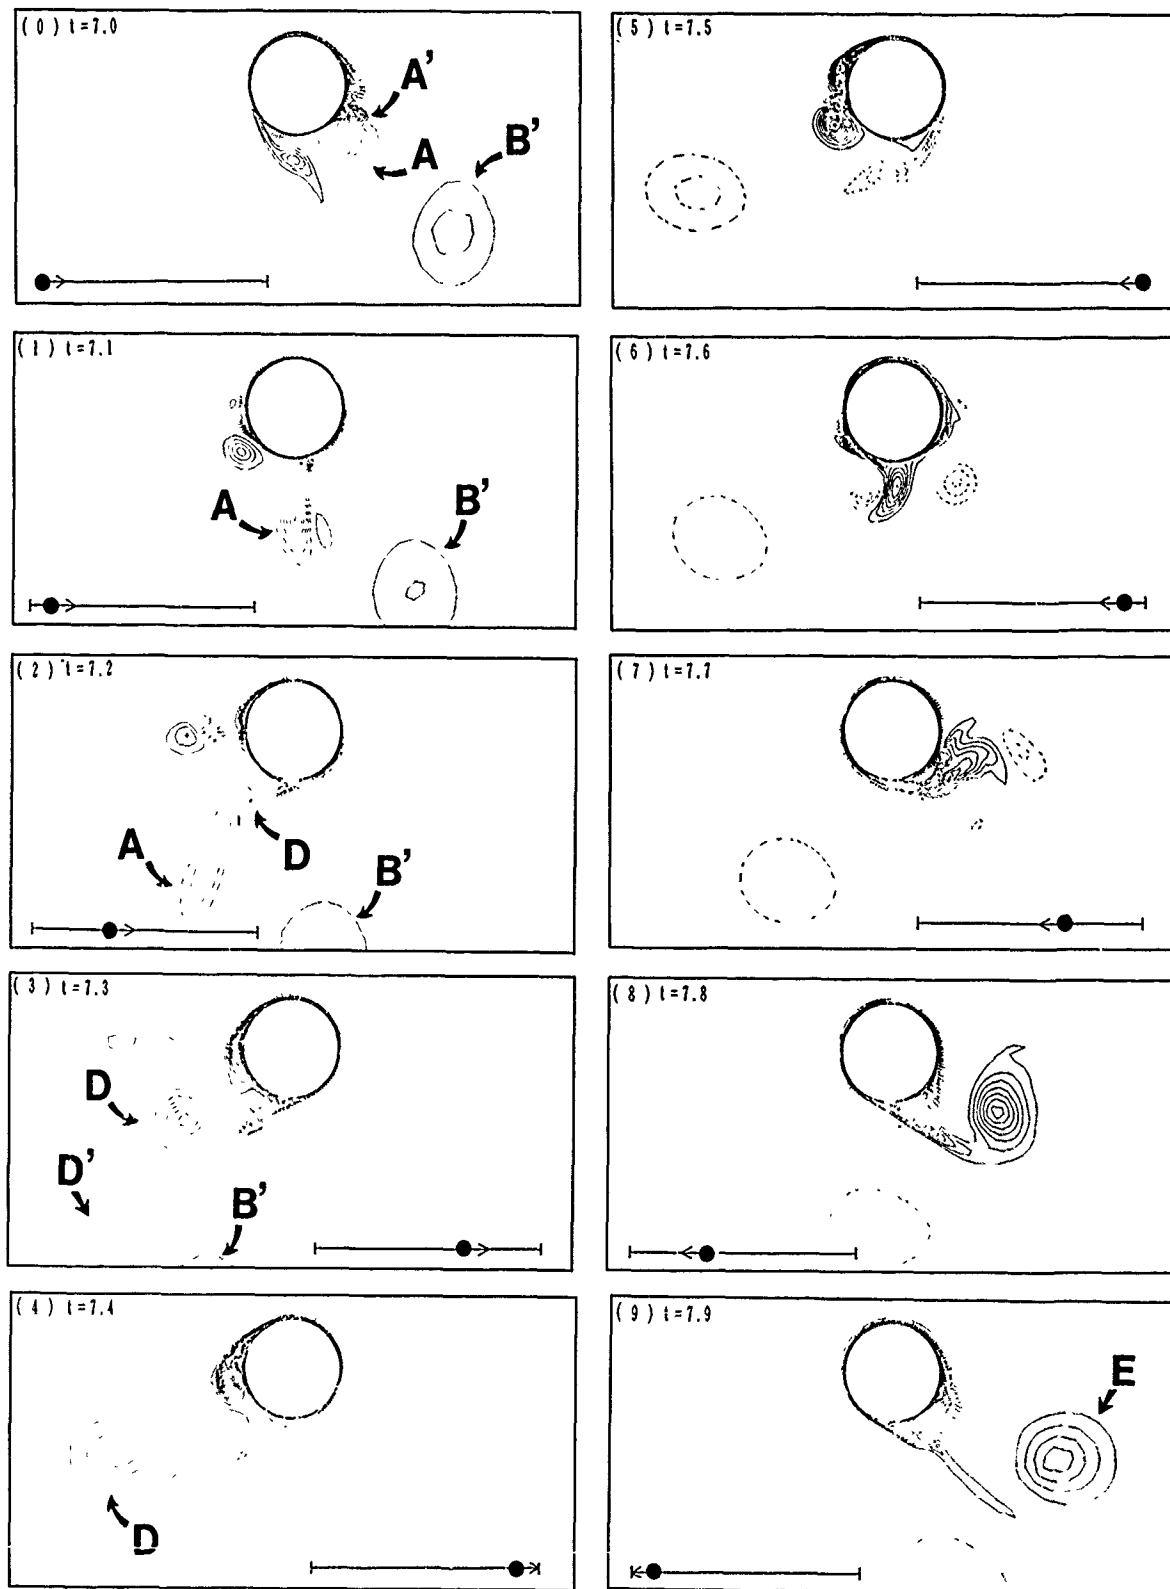 (0) t=7.0
A'
A
B'
(1) t=7.1
A
B'
(2) t=7.2
D
A
B'
(3) t=7.3
D
D'
B'
(4) t=7.4
D
(5) t=7.5
(6) t=7.6
(7) t=7.7
(8) t=7.8
(9) t=7.9
E